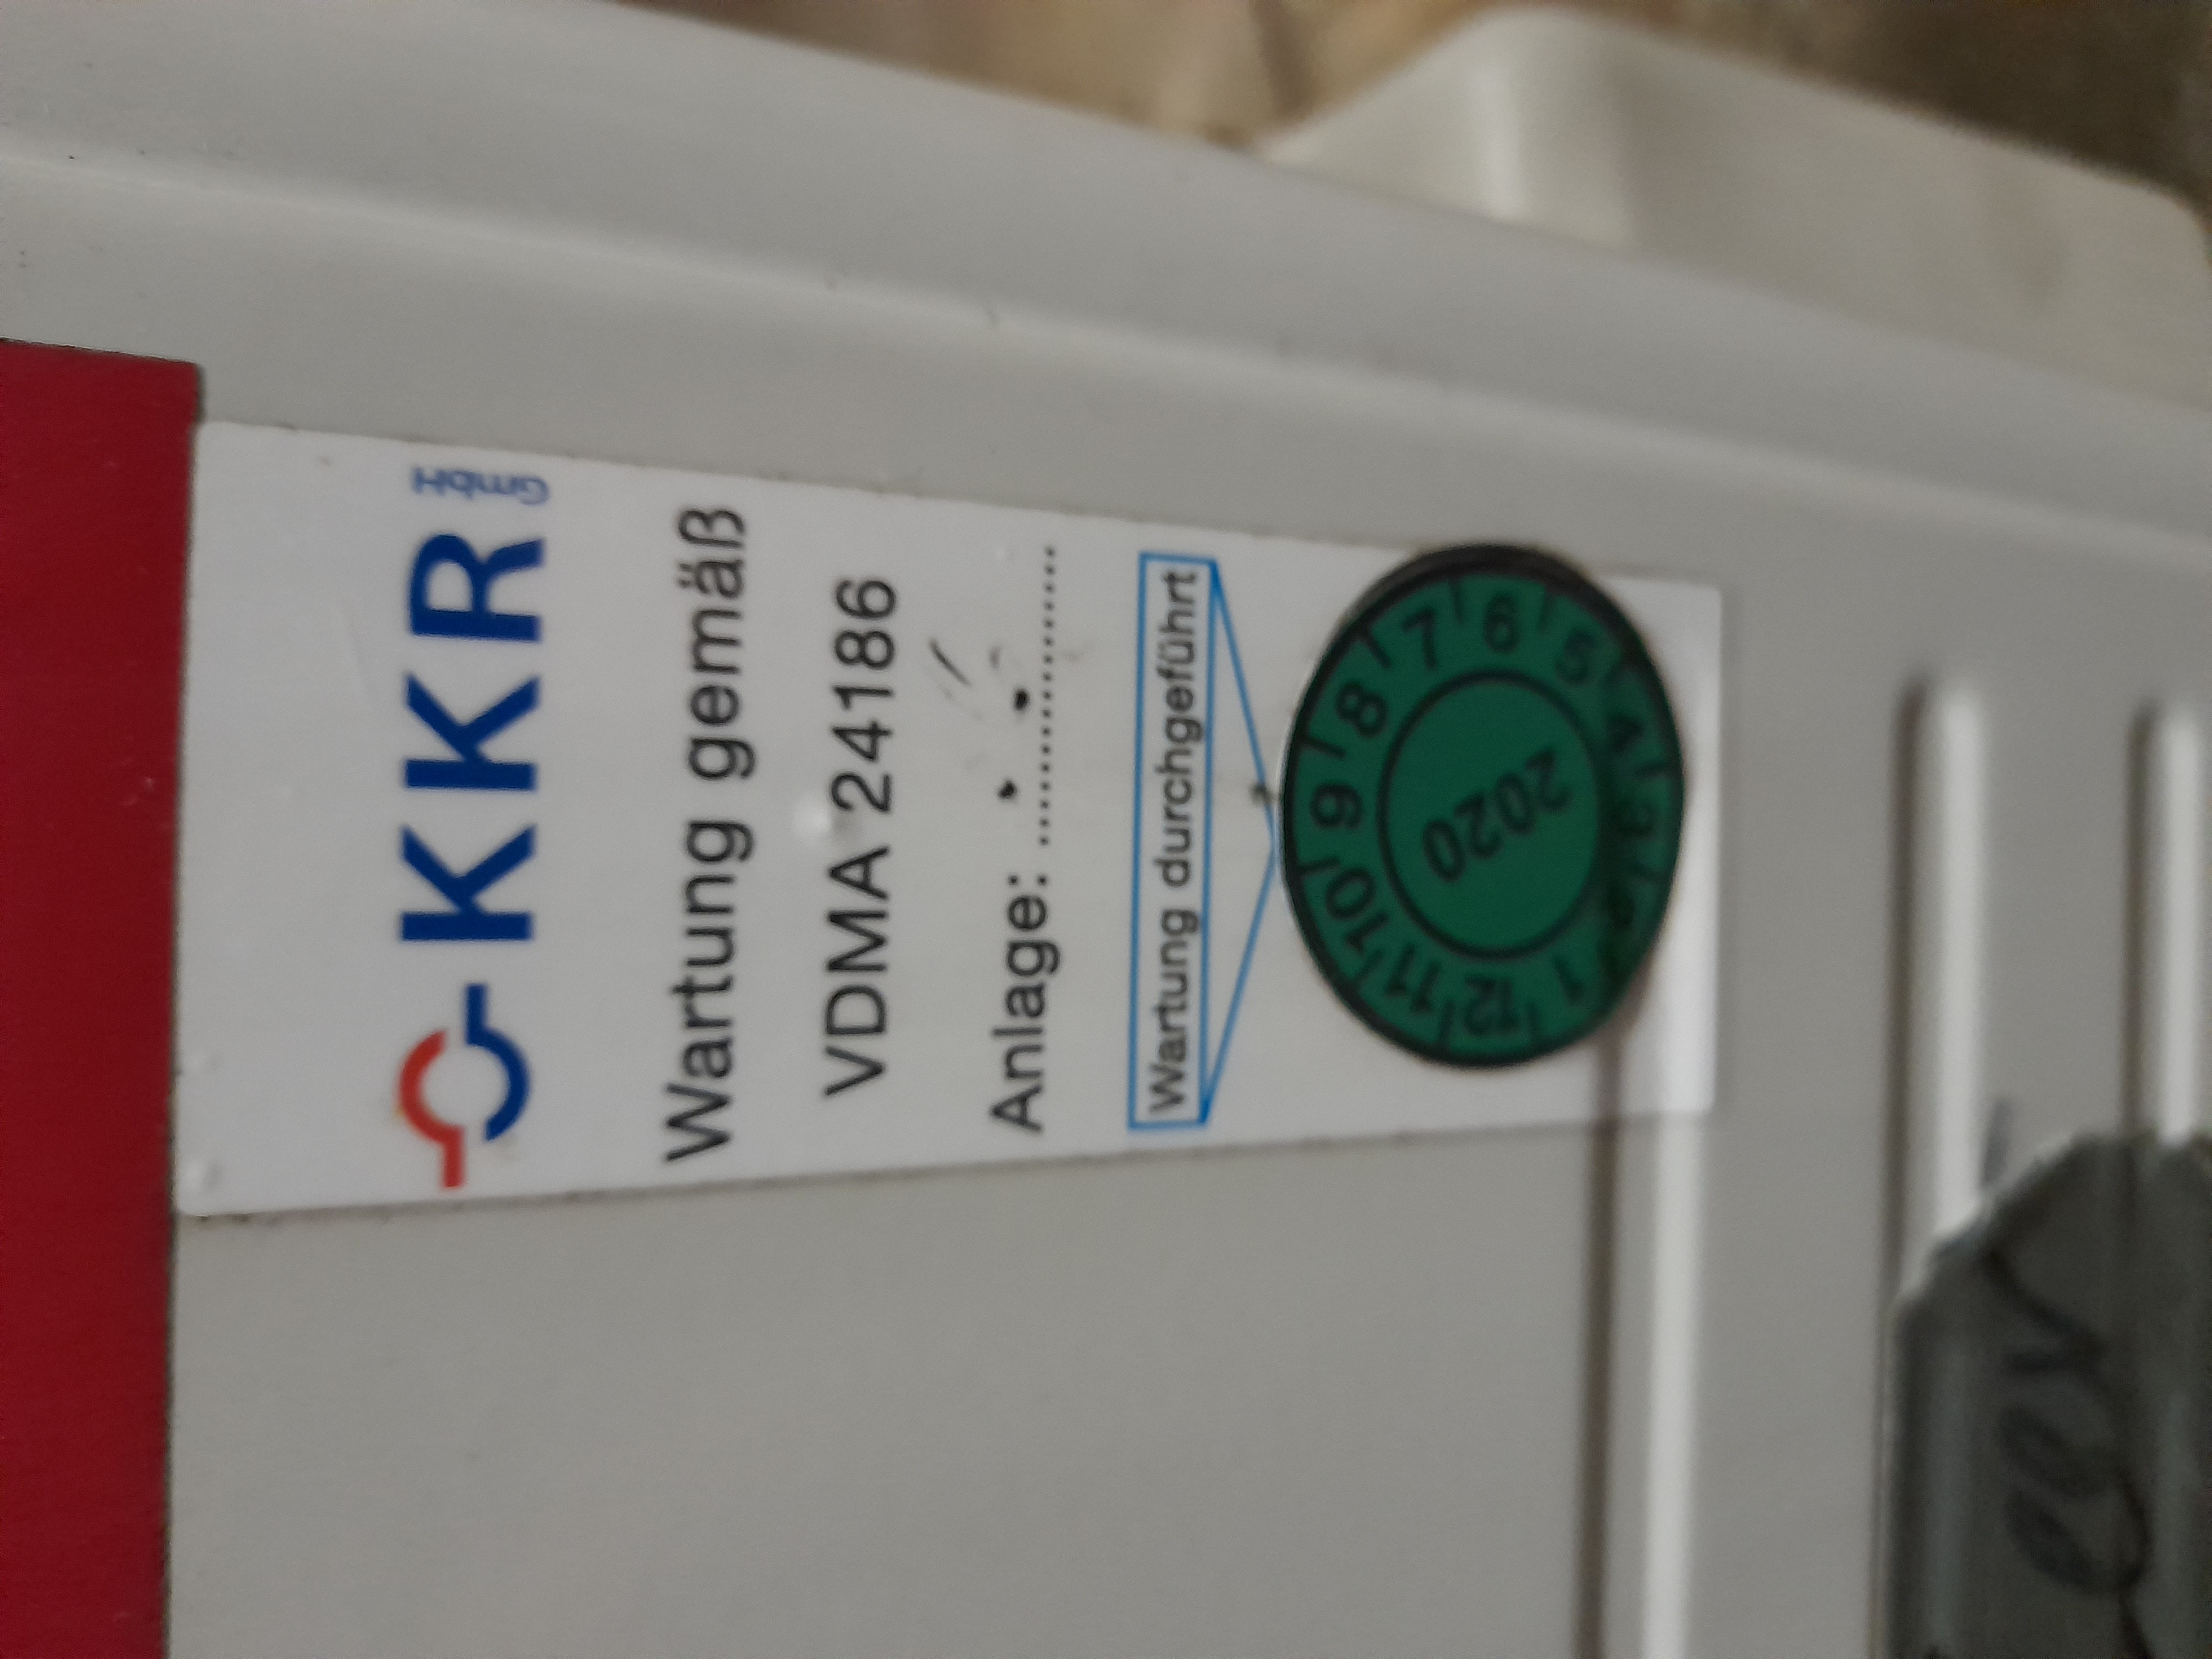 KKR GmbH
Wartung gemäß
VDMA 24186
Anlage: ....................
Wartung durchgeführt
1 2 3 4 5 6 7 8 9 10 11 12
2020